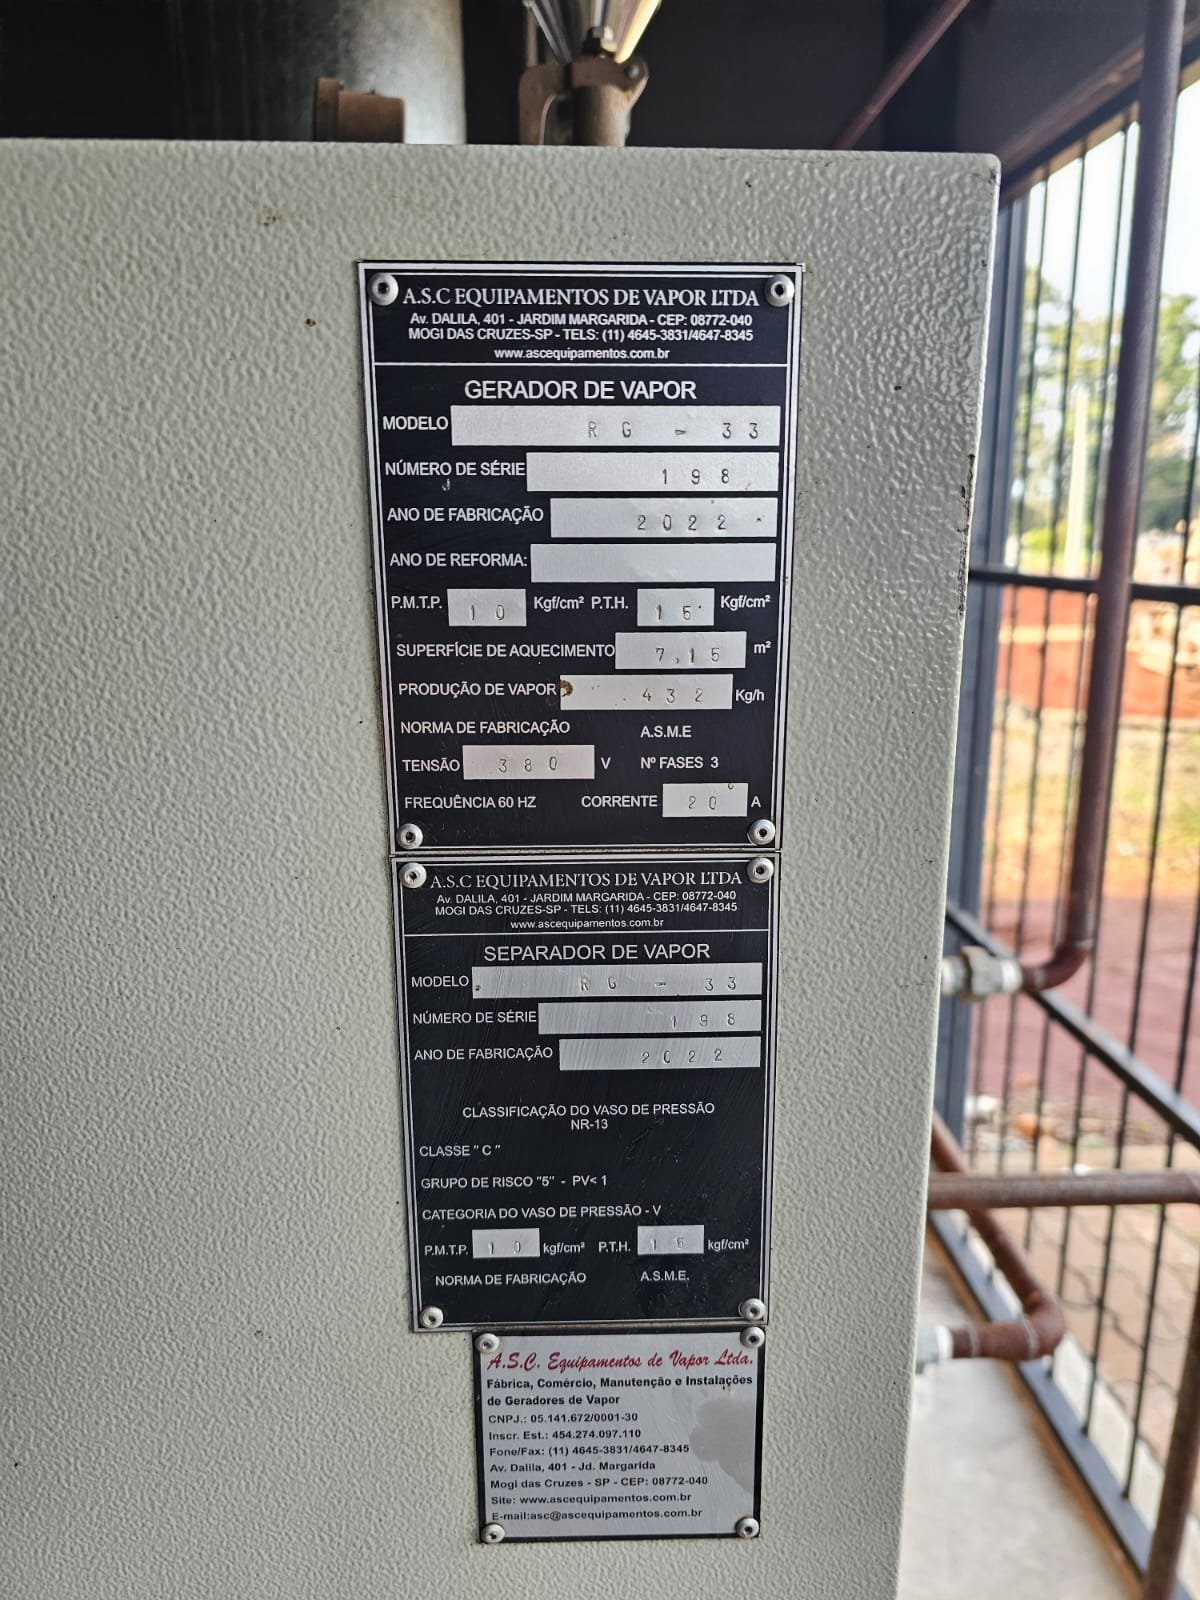 A.S.C EQUIPAMENTOS DE VAPOR LTDA
Av. DALILA, 401 - JARDIM MARGARIDA - CEP: 08772-040
MOGI DAS CRUZES-SP - TELS: (11) 4645-3831/4647-8345
www.ascequipamentos.com.br
GERADOR DE VAPOR
MODELO RG - 33
NÚMERO DE SÉRIE 198
ANO DE FABRICAÇÃO 2022
ANO DE REFORMA:
P.M.T.P. 10 Kgf/cm² P.T.H. 15 Kgf/cm²
SUPERFÍCIE DE AQUECIMENTO 7,15 m²
PRODUÇÃO DE VAPOR 432 Kg/h
NORMA DE FABRICAÇÃO A.S.M.E
TENSÃO 380 V Nº FASES 3
FREQUÊNCIA 60 HZ CORRENTE 20 A
A.S.C EQUIPAMENTOS DE VAPOR LTDA
Av. DALILA, 401 - JARDIM MARGARIDA - CEP: 08772-040
MOGI DAS CRUZES-SP - TELS: (11) 4645-3831/4647-8345
www.ascequipamentos.com.br
SEPARADOR DE VAPOR
MODELO RG - 33
NÚMERO DE SÉRIE 198
ANO DE FABRICAÇÃO 2022
CLASSIFICAÇÃO DO VASO DE PRESSÃO
NR-13
CLASSE " C "
GRUPO DE RISCO "5" - PV< 1
CATEGORIA DO VASO DE PRESSÃO - V
P.M.T.P. 10 kgf/cm² P.T.H. 15 kgf/cm²
NORMA DE FABRICAÇÃO A.S.M.E.
A.S.C. Equipamentos de Vapor Ltda.
Fábrica, Comércio, Manutenção e Instalações
de Geradores de Vapor
CNPJ.: 05.141.672/0001-30
Inscr. Est.: 454.274.097.110
Fone/Fax: (11) 4645-3831/4647-8345
Av. Dalila, 401 - Jd. Margarida
Mogi das Cruzes - SP - CEP: 08772-040
Site: www.ascequipamentos.com.br
E-mail:asc@ascequipamentos.com.br